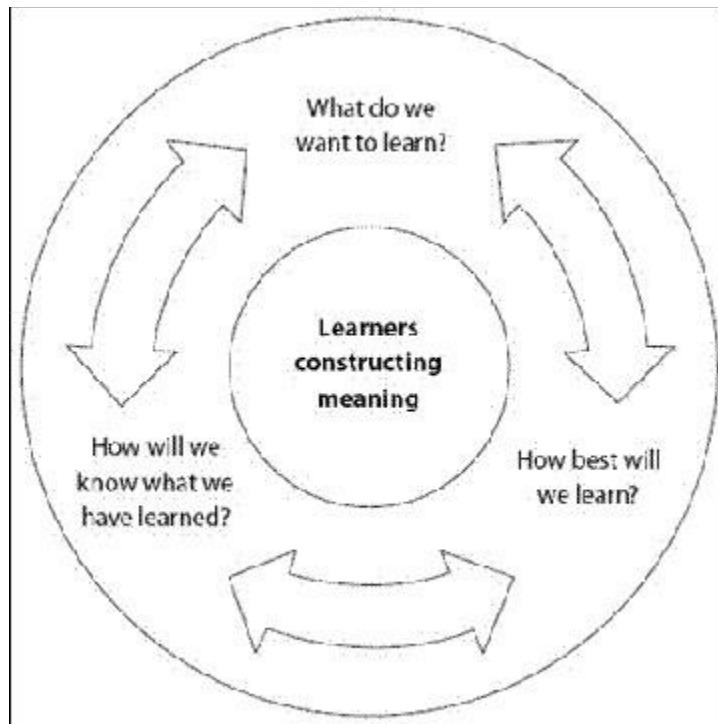 What do we
want to learn?
Learners
constructing
meaning
How will we
know what we
have learned?
How best will
we learn?